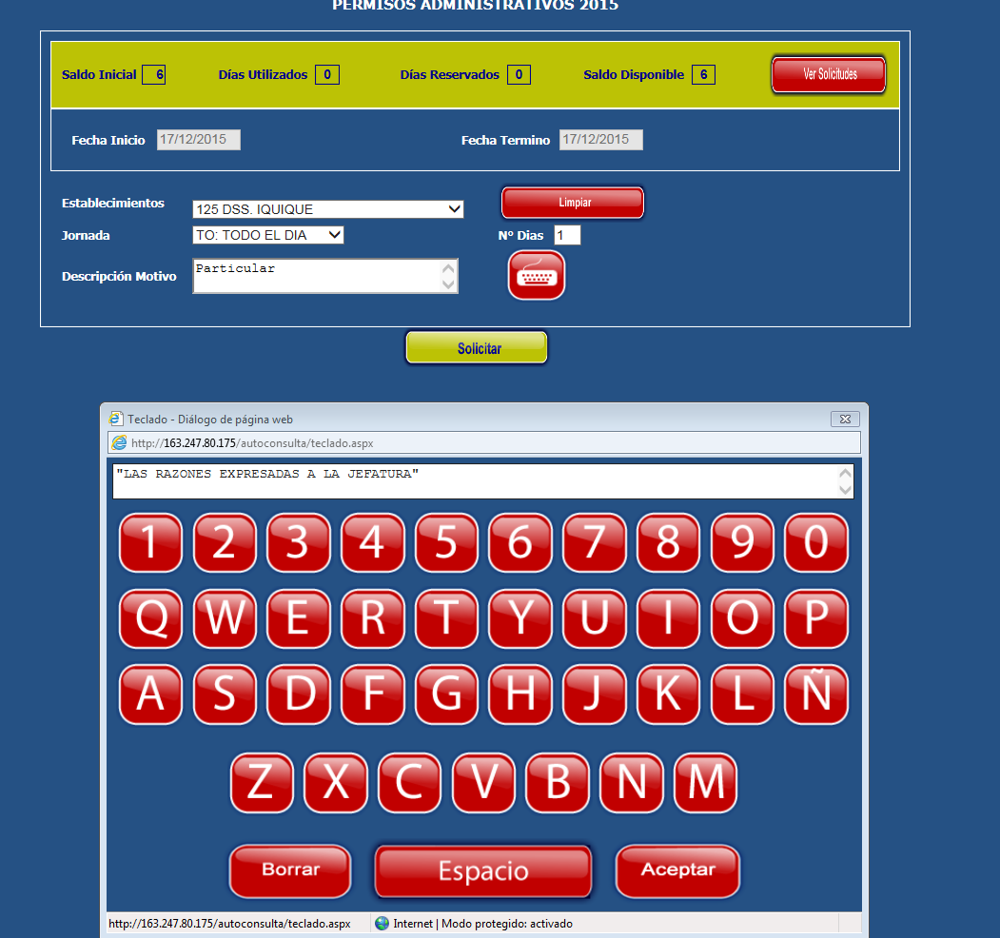 PERMISOS ADMINISTRATIVOS 2015
Saldo Inicial 6 Días Utilizados 0 Días Reservados 0 Saldo Disponible 6 Ver Solicitudes
Fecha Inicio 17/12/2015 Fecha Termino 17/12/2015
Establecimientos 125 DSS. IQUIQUE Limpiar
Jornada TO: TODO EL DIA Nº Dias 1
Descripción Motivo Particular
Solicitar
Teclado - Diálogo de página web
http://163.247.80.175/autoconsulta/teclado.aspx
"LAS RAZONES EXPRESADAS A LA JEFATURA"
1 2 3 4 5 6 7 8 9 0
Q W E R T Y U I O P
A S D F G H J K L Ñ
Z X C V B N M
Borrar Espacio Aceptar
http://163.247.80.175/autoconsulta/teclado.aspx Internet | Modo protegido: activado